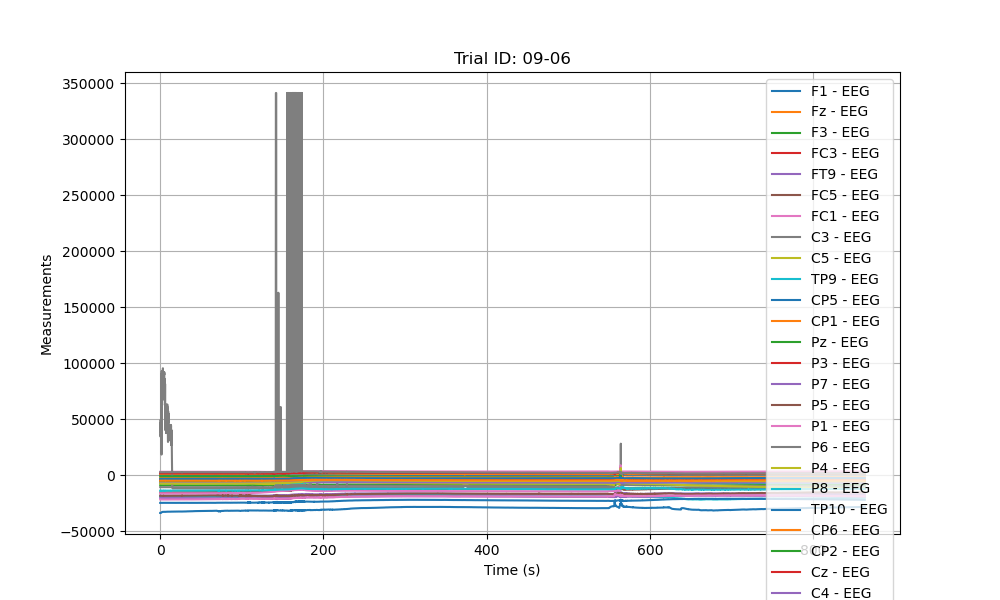 Trial ID: 09-06
350000
300000
250000
200000
150000
100000
50000
0
−50000
Measurements
0
200
400
600
800
Time (s)
F1 - EEG
Fz - EEG
F3 - EEG
FC3 - EEG
FT9 - EEG
FC5 - EEG
FC1 - EEG
C3 - EEG
C5 - EEG
TP9 - EEG
CP5 - EEG
CP1 - EEG
Pz - EEG
P3 - EEG
P7 - EEG
P5 - EEG
P1 - EEG
P6 - EEG
P4 - EEG
P8 - EEG
TP10 - EEG
CP6 - EEG
CP2 - EEG
Cz - EEG
C4 - EEG